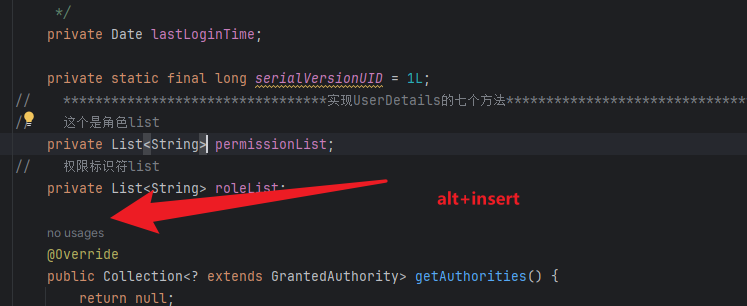 */
private Date lastLoginTime;
private static final long serialVersionUID = 1L;
// *********************************实现UserDetails的七个方法******************************
// 这个是角色list
private List<String> permissionList;
// 权限标识符list
private List<String> roleList;
alt+insert
no usages
@Override
public Collection<? extends GrantedAuthority> getAuthorities() {
return null;